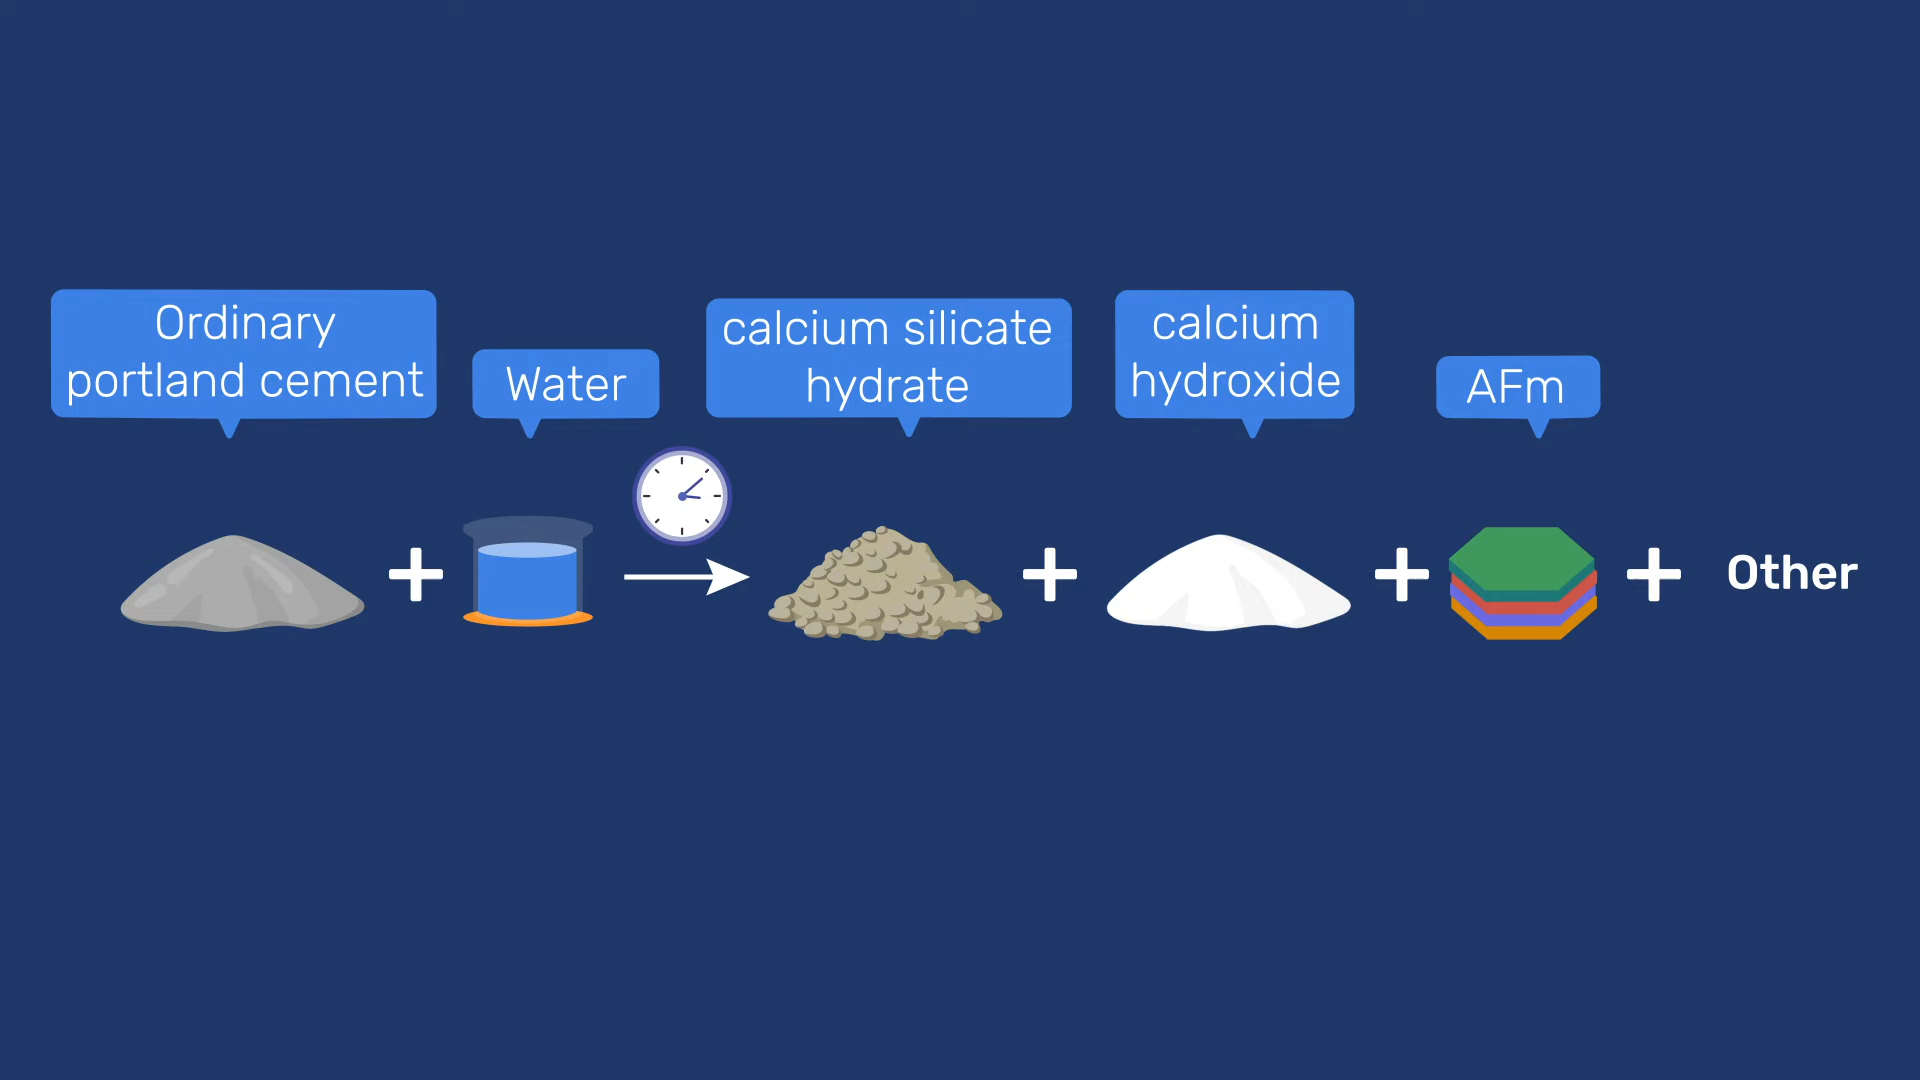 Ordinary
portland cement
Water
calcium silicate
hydrate
calcium
hydroxide
AFm
Other